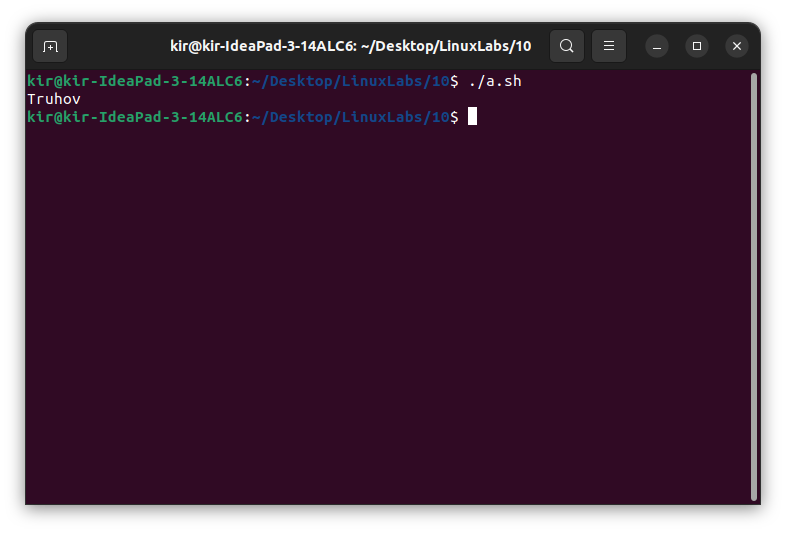 kir@kir-IdeaPad-3-14ALC6: ~/Desktop/LinuxLabs/10
kir@kir-IdeaPad-3-14ALC6:~/Desktop/LinuxLabs/10$ ./a.sh
Truhov
kir@kir-IdeaPad-3-14ALC6:~/Desktop/LinuxLabs/10$